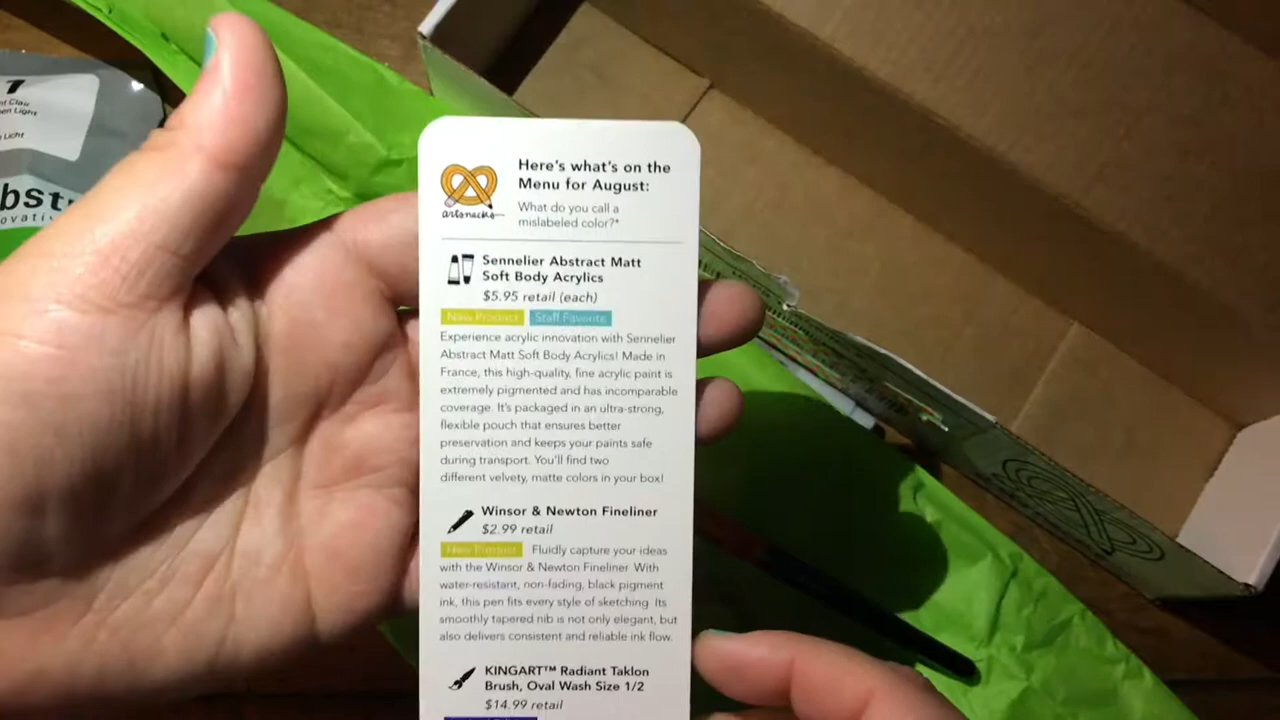 7
Here's what's on the
Menu for August:
What do you call a
mislabeled color?*
artsnacks
Sennelier Abstract Matt
Soft Body Acrylics
$5.95 retail (each)
New Product Staff Favorite
Experience acrylic innovation with Sennelier
Abstract Matt Soft Body Acrylics! Made in
France, this high-quality, fine acrylic paint is
extremely pigmented and has incomparable
coverage. It's packaged in an ultra-strong,
flexible pouch that ensures better
preservation and keeps your paints safe
during transport. You'll find two
different velvety, matte colors in your box!
Winsor & Newton Fineliner
$2.99 retail
New Product Fluidly capture your ideas
with the Winsor & Newton Fineliner. With
water-resistant, non-fading, black pigment
ink, this pen fits every style of sketching. Its
smoothly tapered nib is not only elegant, but
also delivers consistent and reliable ink flow.
KINGART™ Radiant Taklon
Brush, Oval Wash Size 1/2
$14.99 retail